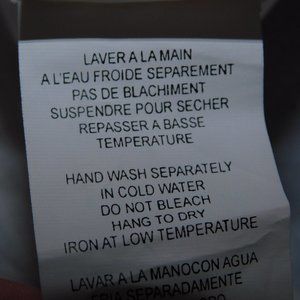 LAVER A LA MAIN
A L'EAU FROIDE SEPAREMENT
PAS DE BLACHIMENT
SUSPENDRE POUR SECHER
REPASSER A BASSE
TEMPERATURE
HAND WASH SEPARATELY
IN COLD WATER
DO NOT BLEACH
HANG TO DRY
IRON AT LOW TEMPERATURE
LAVAR A LA MANOCON AGUA
FRIA SEPARADAMENTE